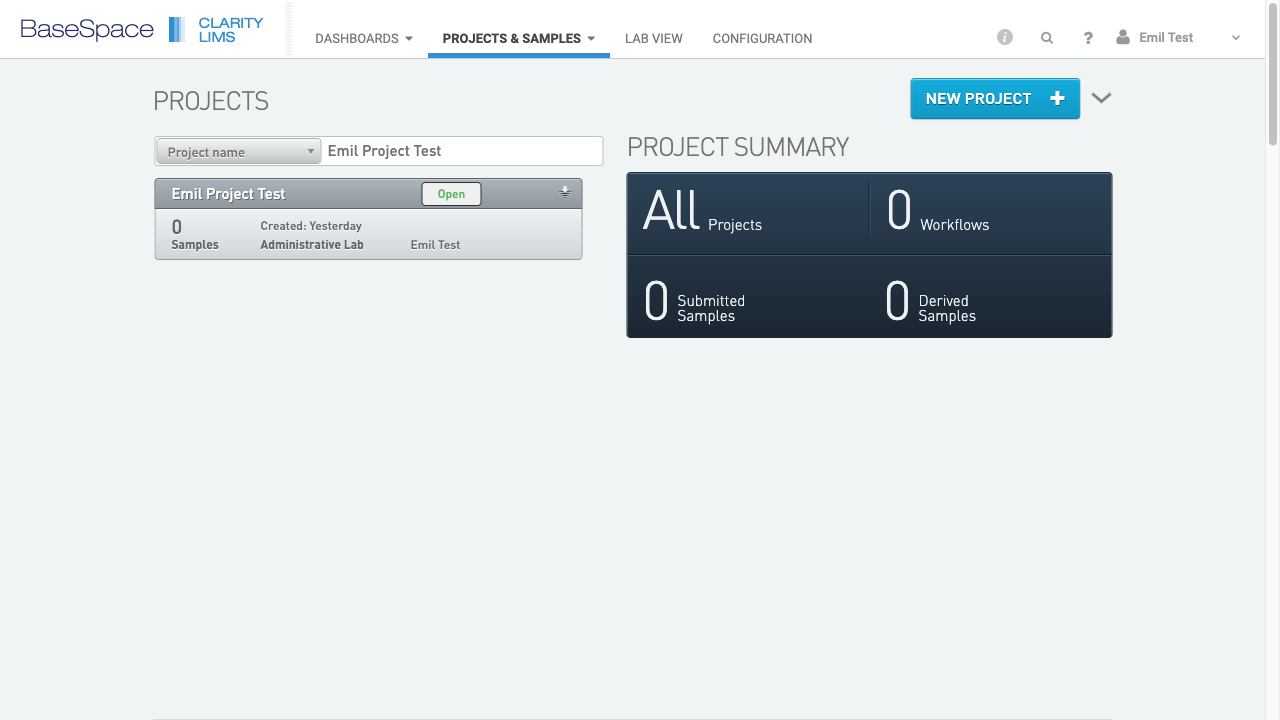 BaseSpace
CLARITY
LIMS
DASHBOARDS
PROJECTS & SAMPLES
LAB VIEW
CONFIGURATION
i
?
Emil Test
PROJECTS
NEW PROJECT
Project name
Emil Project Test
Emil Project Test
Open
0
Samples
Created: Yesterday
Administrative Lab
Emil Test
PROJECT SUMMARY
All Projects
0 Workflows
0 Submitted
Samples
0 Derived
Samples